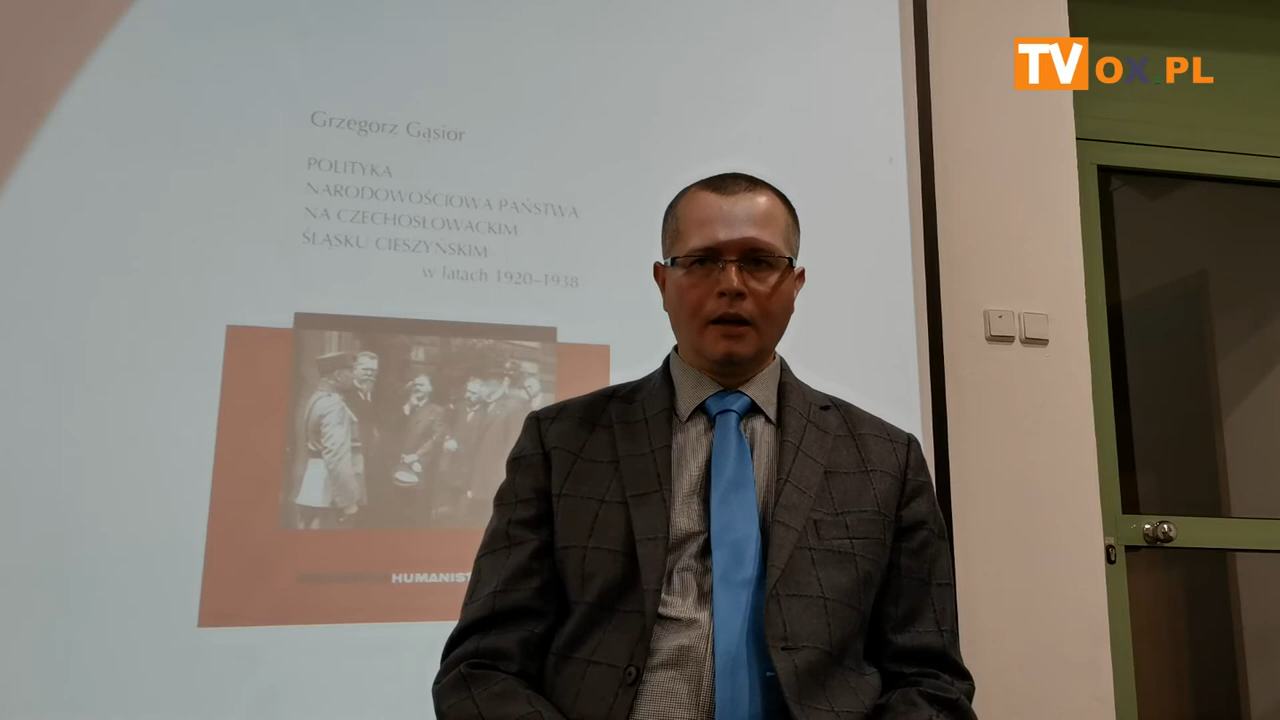 TVOX.PL
Grzegorz Gąsior
POLITYKA
NARODOWOŚCIOWA PAŃSTWA
NA CZECHOSŁOWACKIM
ŚLĄSKU CIESZYŃSKIM
w latach 1920–1938
HUMANIST